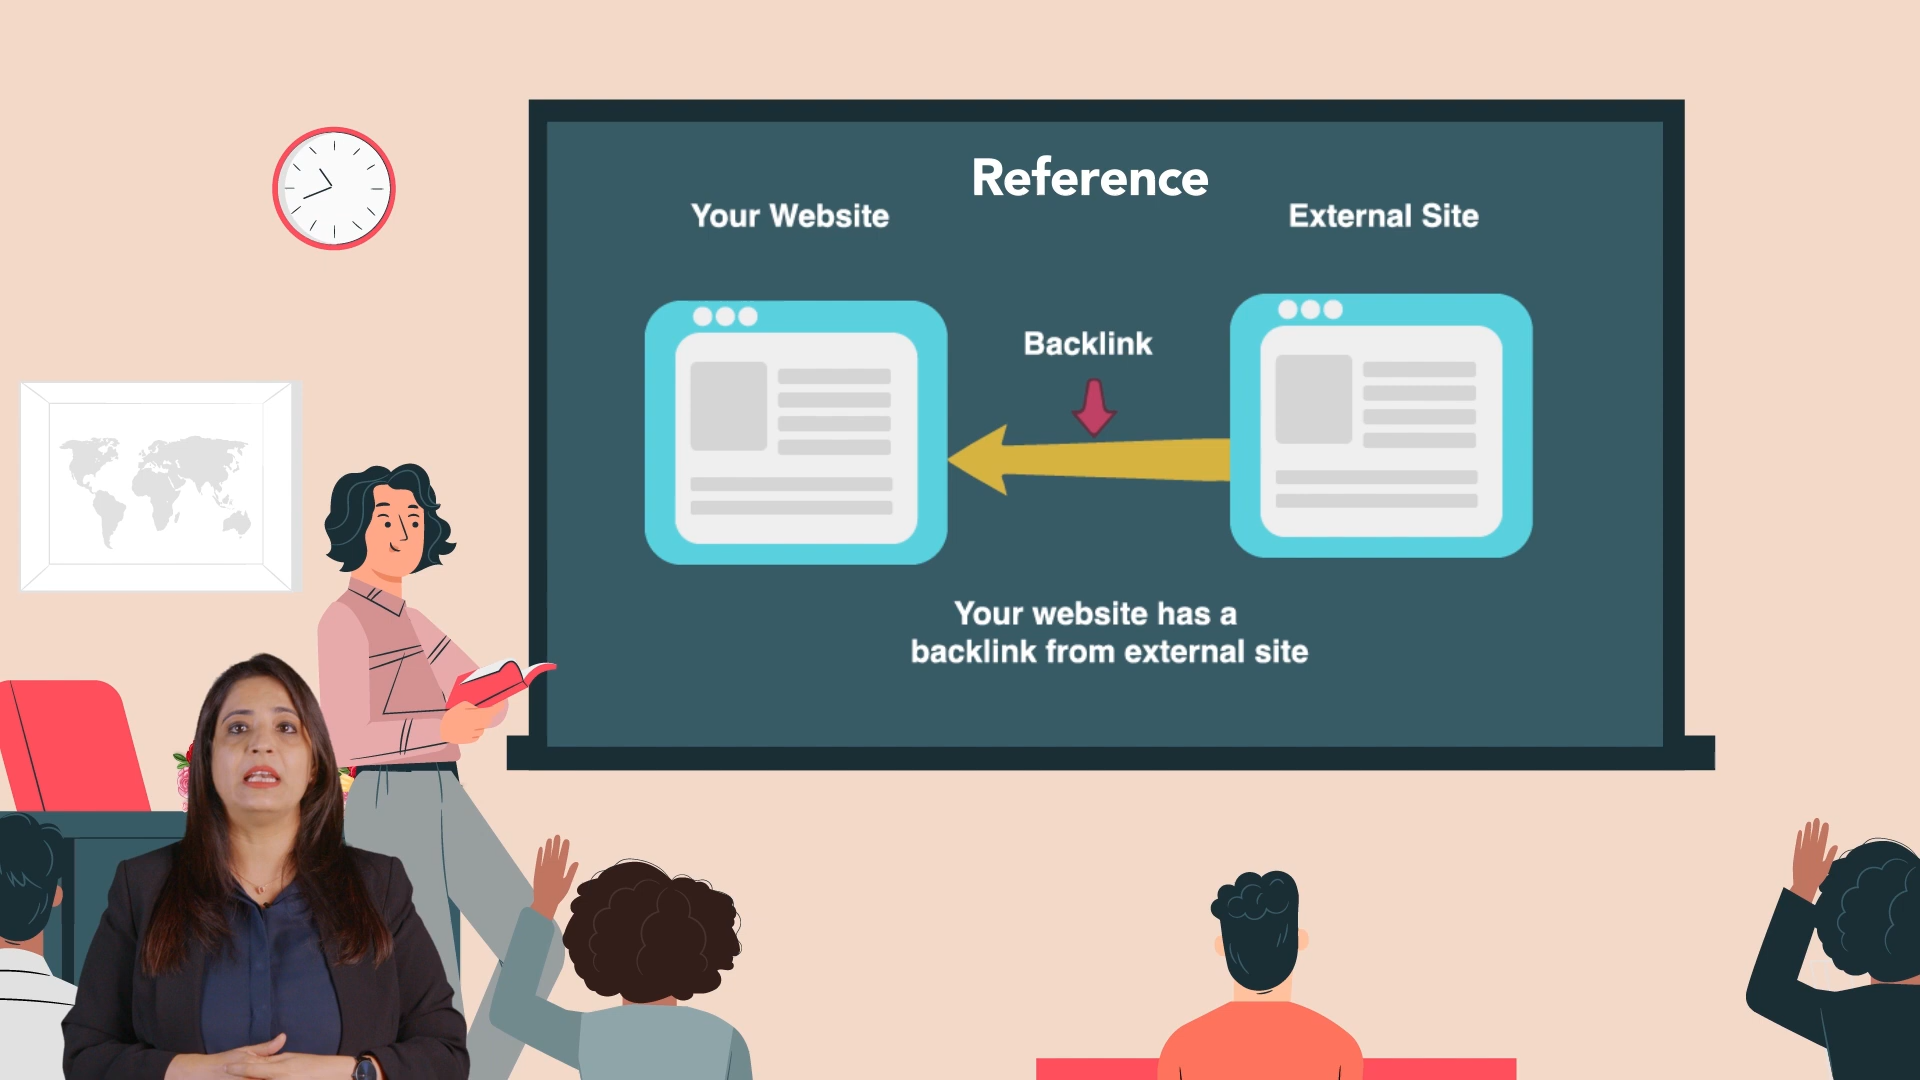 Reference
Your Website
External Site
Backlink
Your website has a
backlink from external site